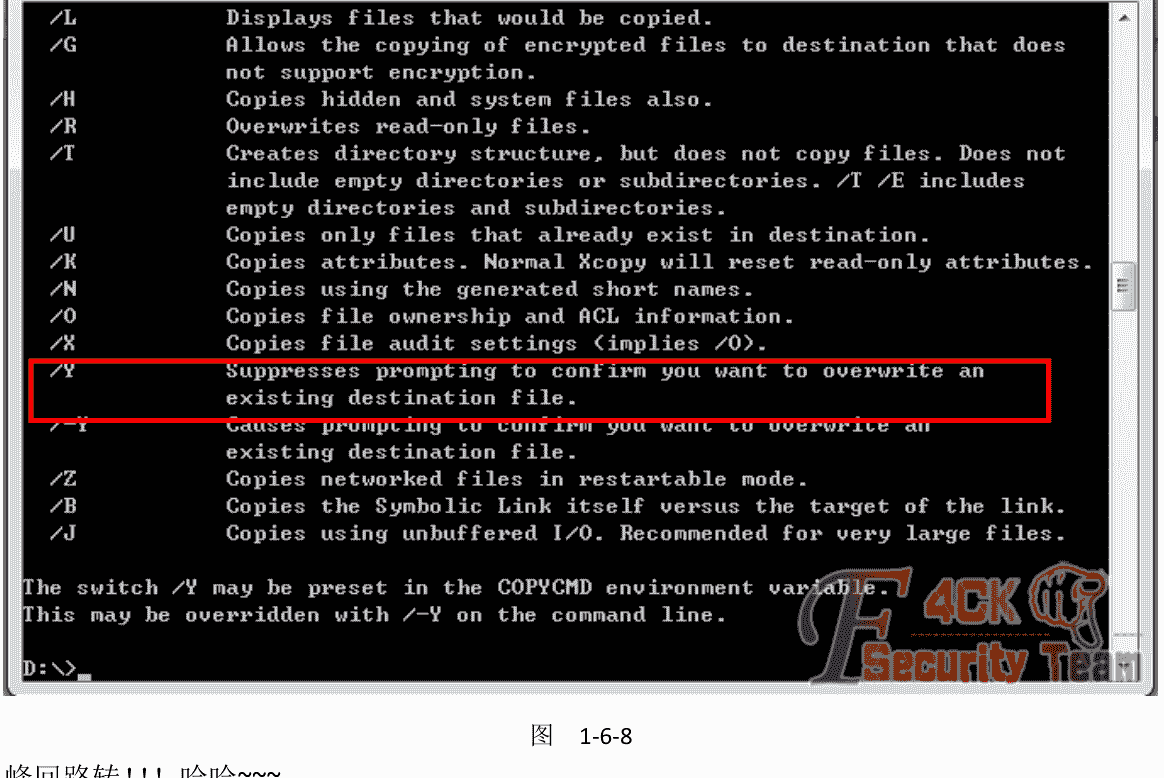 /L Displays files that would be copied.
/G Allows the copying of encrypted files to destination that does
not support encryption.
/H Copies hidden and system files also.
/R Overwrites read-only files.
/T Creates directory structure, but does not copy files. Does not
include empty directories or subdirectories. /T /E includes
empty directories and subdirectories.
/U Copies only files that already exist in destination.
/K Copies attributes. Normal Xcopy will reset read-only attributes.
/N Copies using the generated short names.
/O Copies file ownership and ACL information.
/X Copies file audit settings (implies /O).
/Y Suppresses prompting to confirm you want to overwrite an
existing destination file.
/-Y Causes prompting to confirm you want to overwrite an
existing destination file.
/Z Copies networked files in restartable mode.
/B Copies the Symbolic Link itself versus the target of the link.
/J Copies using unbuffered I/O. Recommended for very large files.
The switch /Y may be preset in the COPYCMD environment variable.
This may be overridden with /-Y on the command line.
D:\>_
F4CK
Security Team
图 1-6-8
峰回路转!!! 哈哈~~~